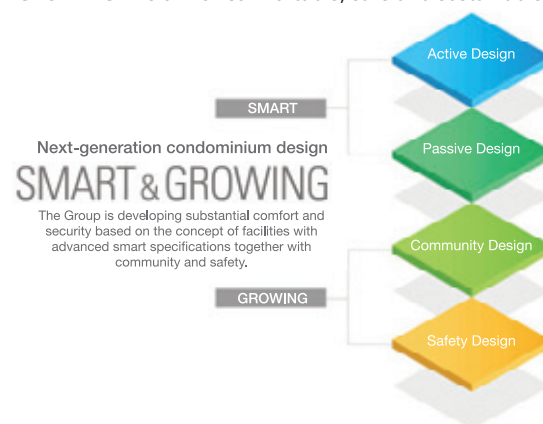 SMART
Next-generation condominium design
SMART & GROWING
The Group is developing substantial comfort and
security based on the concept of facilities with
advanced smart specifications together with
community and safety.
GROWING
Active Design
Passive Design
Community Design
Safety Design